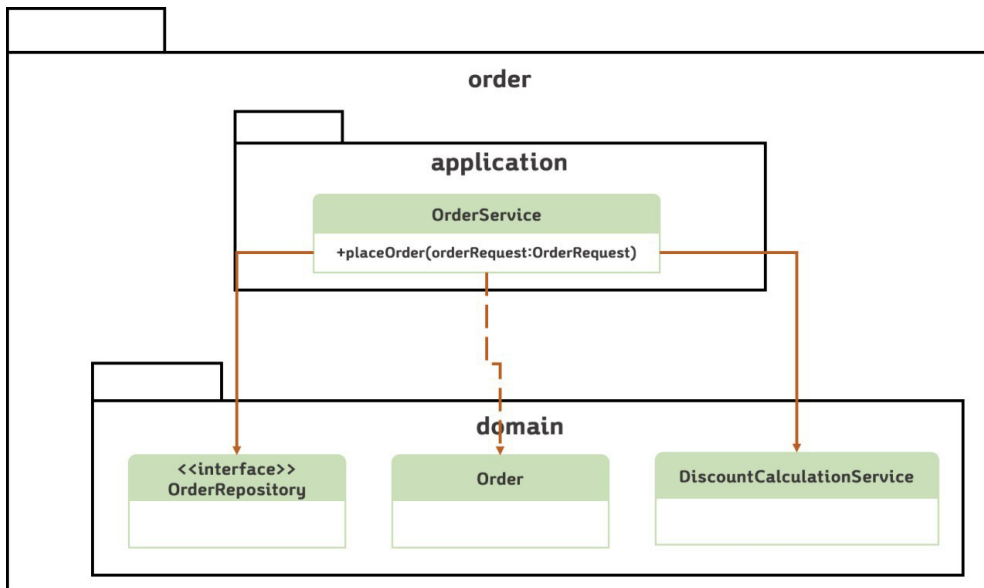 order
application
OrderService
+placeOrder(orderRequest:OrderRequest)
domain
<<interface>>
OrderRepository
Order
DiscountCalculationService